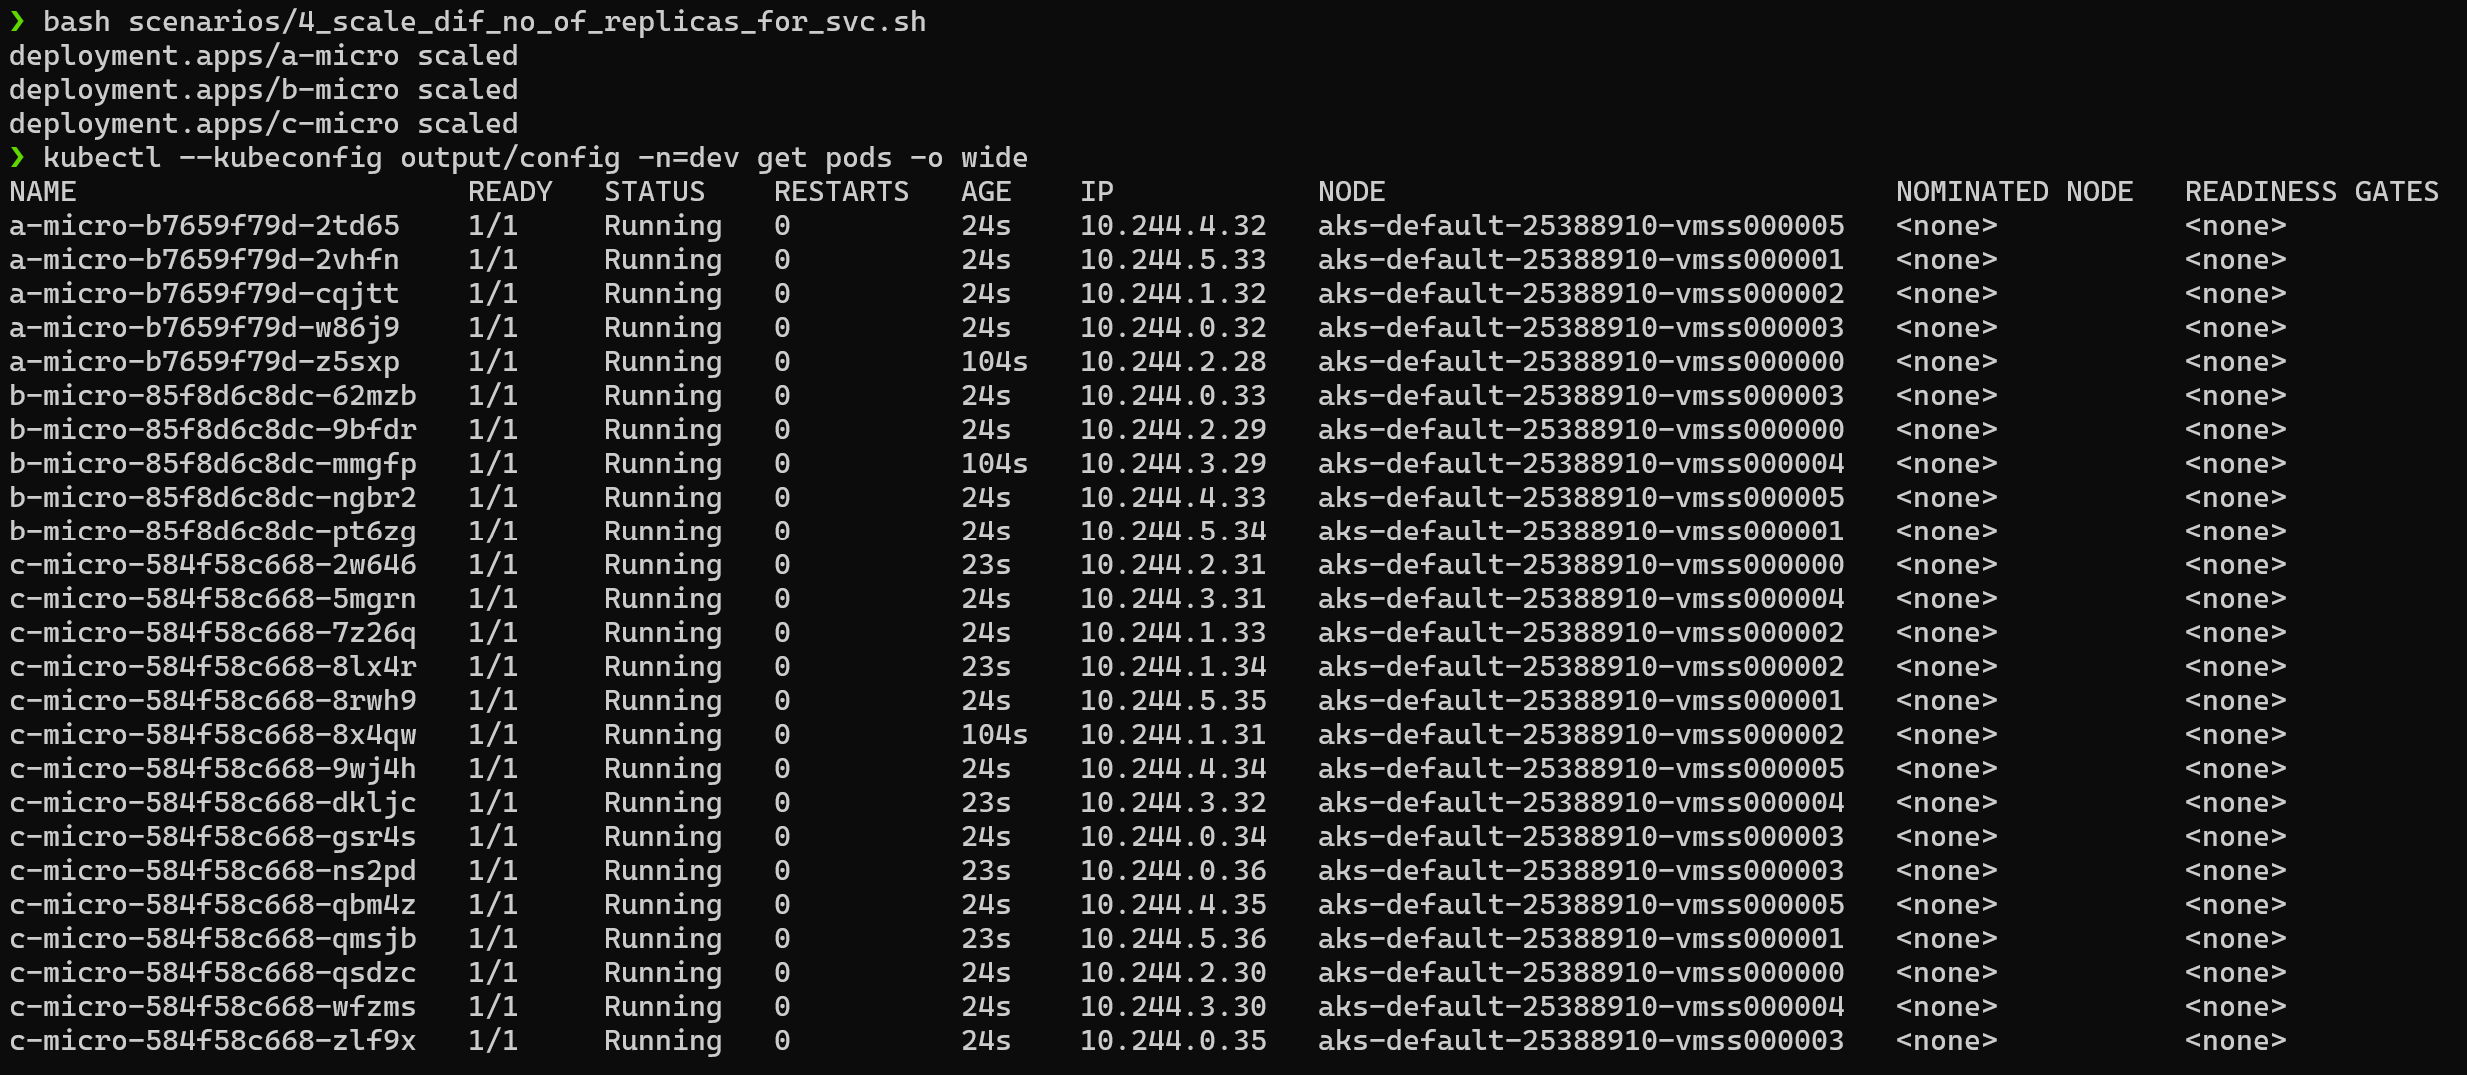 ❯ bash scenarios/4_scale_dif_no_of_replicas_for_svc.sh
deployment.apps/a-micro scaled
deployment.apps/b-micro scaled
deployment.apps/c-micro scaled
❯ kubectl --kubeconfig output/config -n=dev get pods -o wide
NAME READY STATUS RESTARTS AGE IP NODE NOMINATED NODE READINESS GATES
a-micro-b7659f79d-2td65 1/1 Running 0 24s 10.244.4.32 aks-default-25388910-vmss000005 <none> <none>
a-micro-b7659f79d-2vhfn 1/1 Running 0 24s 10.244.5.33 aks-default-25388910-vmss000001 <none> <none>
a-micro-b7659f79d-cqjtt 1/1 Running 0 24s 10.244.1.32 aks-default-25388910-vmss000002 <none> <none>
a-micro-b7659f79d-w86j9 1/1 Running 0 24s 10.244.0.32 aks-default-25388910-vmss000003 <none> <none>
a-micro-b7659f79d-z5sxp 1/1 Running 0 104s 10.244.2.28 aks-default-25388910-vmss000000 <none> <none>
b-micro-85f8d6c8dc-62mzb 1/1 Running 0 24s 10.244.0.33 aks-default-25388910-vmss000003 <none> <none>
b-micro-85f8d6c8dc-9bfdr 1/1 Running 0 24s 10.244.2.29 aks-default-25388910-vmss000000 <none> <none>
b-micro-85f8d6c8dc-mmgfp 1/1 Running 0 104s 10.244.3.29 aks-default-25388910-vmss000004 <none> <none>
b-micro-85f8d6c8dc-ngbr2 1/1 Running 0 24s 10.244.4.33 aks-default-25388910-vmss000005 <none> <none>
b-micro-85f8d6c8dc-pt6zg 1/1 Running 0 24s 10.244.5.34 aks-default-25388910-vmss000001 <none> <none>
c-micro-584f58c668-2w646 1/1 Running 0 23s 10.244.2.31 aks-default-25388910-vmss000000 <none> <none>
c-micro-584f58c668-5mgrn 1/1 Running 0 24s 10.244.3.31 aks-default-25388910-vmss000004 <none> <none>
c-micro-584f58c668-7z26q 1/1 Running 0 24s 10.244.1.33 aks-default-25388910-vmss000002 <none> <none>
c-micro-584f58c668-8lx4r 1/1 Running 0 23s 10.244.1.34 aks-default-25388910-vmss000002 <none> <none>
c-micro-584f58c668-8rwh9 1/1 Running 0 24s 10.244.5.35 aks-default-25388910-vmss000001 <none> <none>
c-micro-584f58c668-8x4qw 1/1 Running 0 104s 10.244.1.31 aks-default-25388910-vmss000002 <none> <none>
c-micro-584f58c668-9wj4h 1/1 Running 0 24s 10.244.4.34 aks-default-25388910-vmss000005 <none> <none>
c-micro-584f58c668-dkljc 1/1 Running 0 23s 10.244.3.32 aks-default-25388910-vmss000004 <none> <none>
c-micro-584f58c668-gsr4s 1/1 Running 0 24s 10.244.0.34 aks-default-25388910-vmss000003 <none> <none>
c-micro-584f58c668-ns2pd 1/1 Running 0 23s 10.244.0.36 aks-default-25388910-vmss000003 <none> <none>
c-micro-584f58c668-qbm4z 1/1 Running 0 24s 10.244.4.35 aks-default-25388910-vmss000005 <none> <none>
c-micro-584f58c668-qmsjb 1/1 Running 0 23s 10.244.5.36 aks-default-25388910-vmss000001 <none> <none>
c-micro-584f58c668-qsdzc 1/1 Running 0 24s 10.244.2.30 aks-default-25388910-vmss000000 <none> <none>
c-micro-584f58c668-wfzms 1/1 Running 0 24s 10.244.3.30 aks-default-25388910-vmss000004 <none> <none>
c-micro-584f58c668-zlf9x 1/1 Running 0 24s 10.244.0.35 aks-default-25388910-vmss000003 <none> <none>